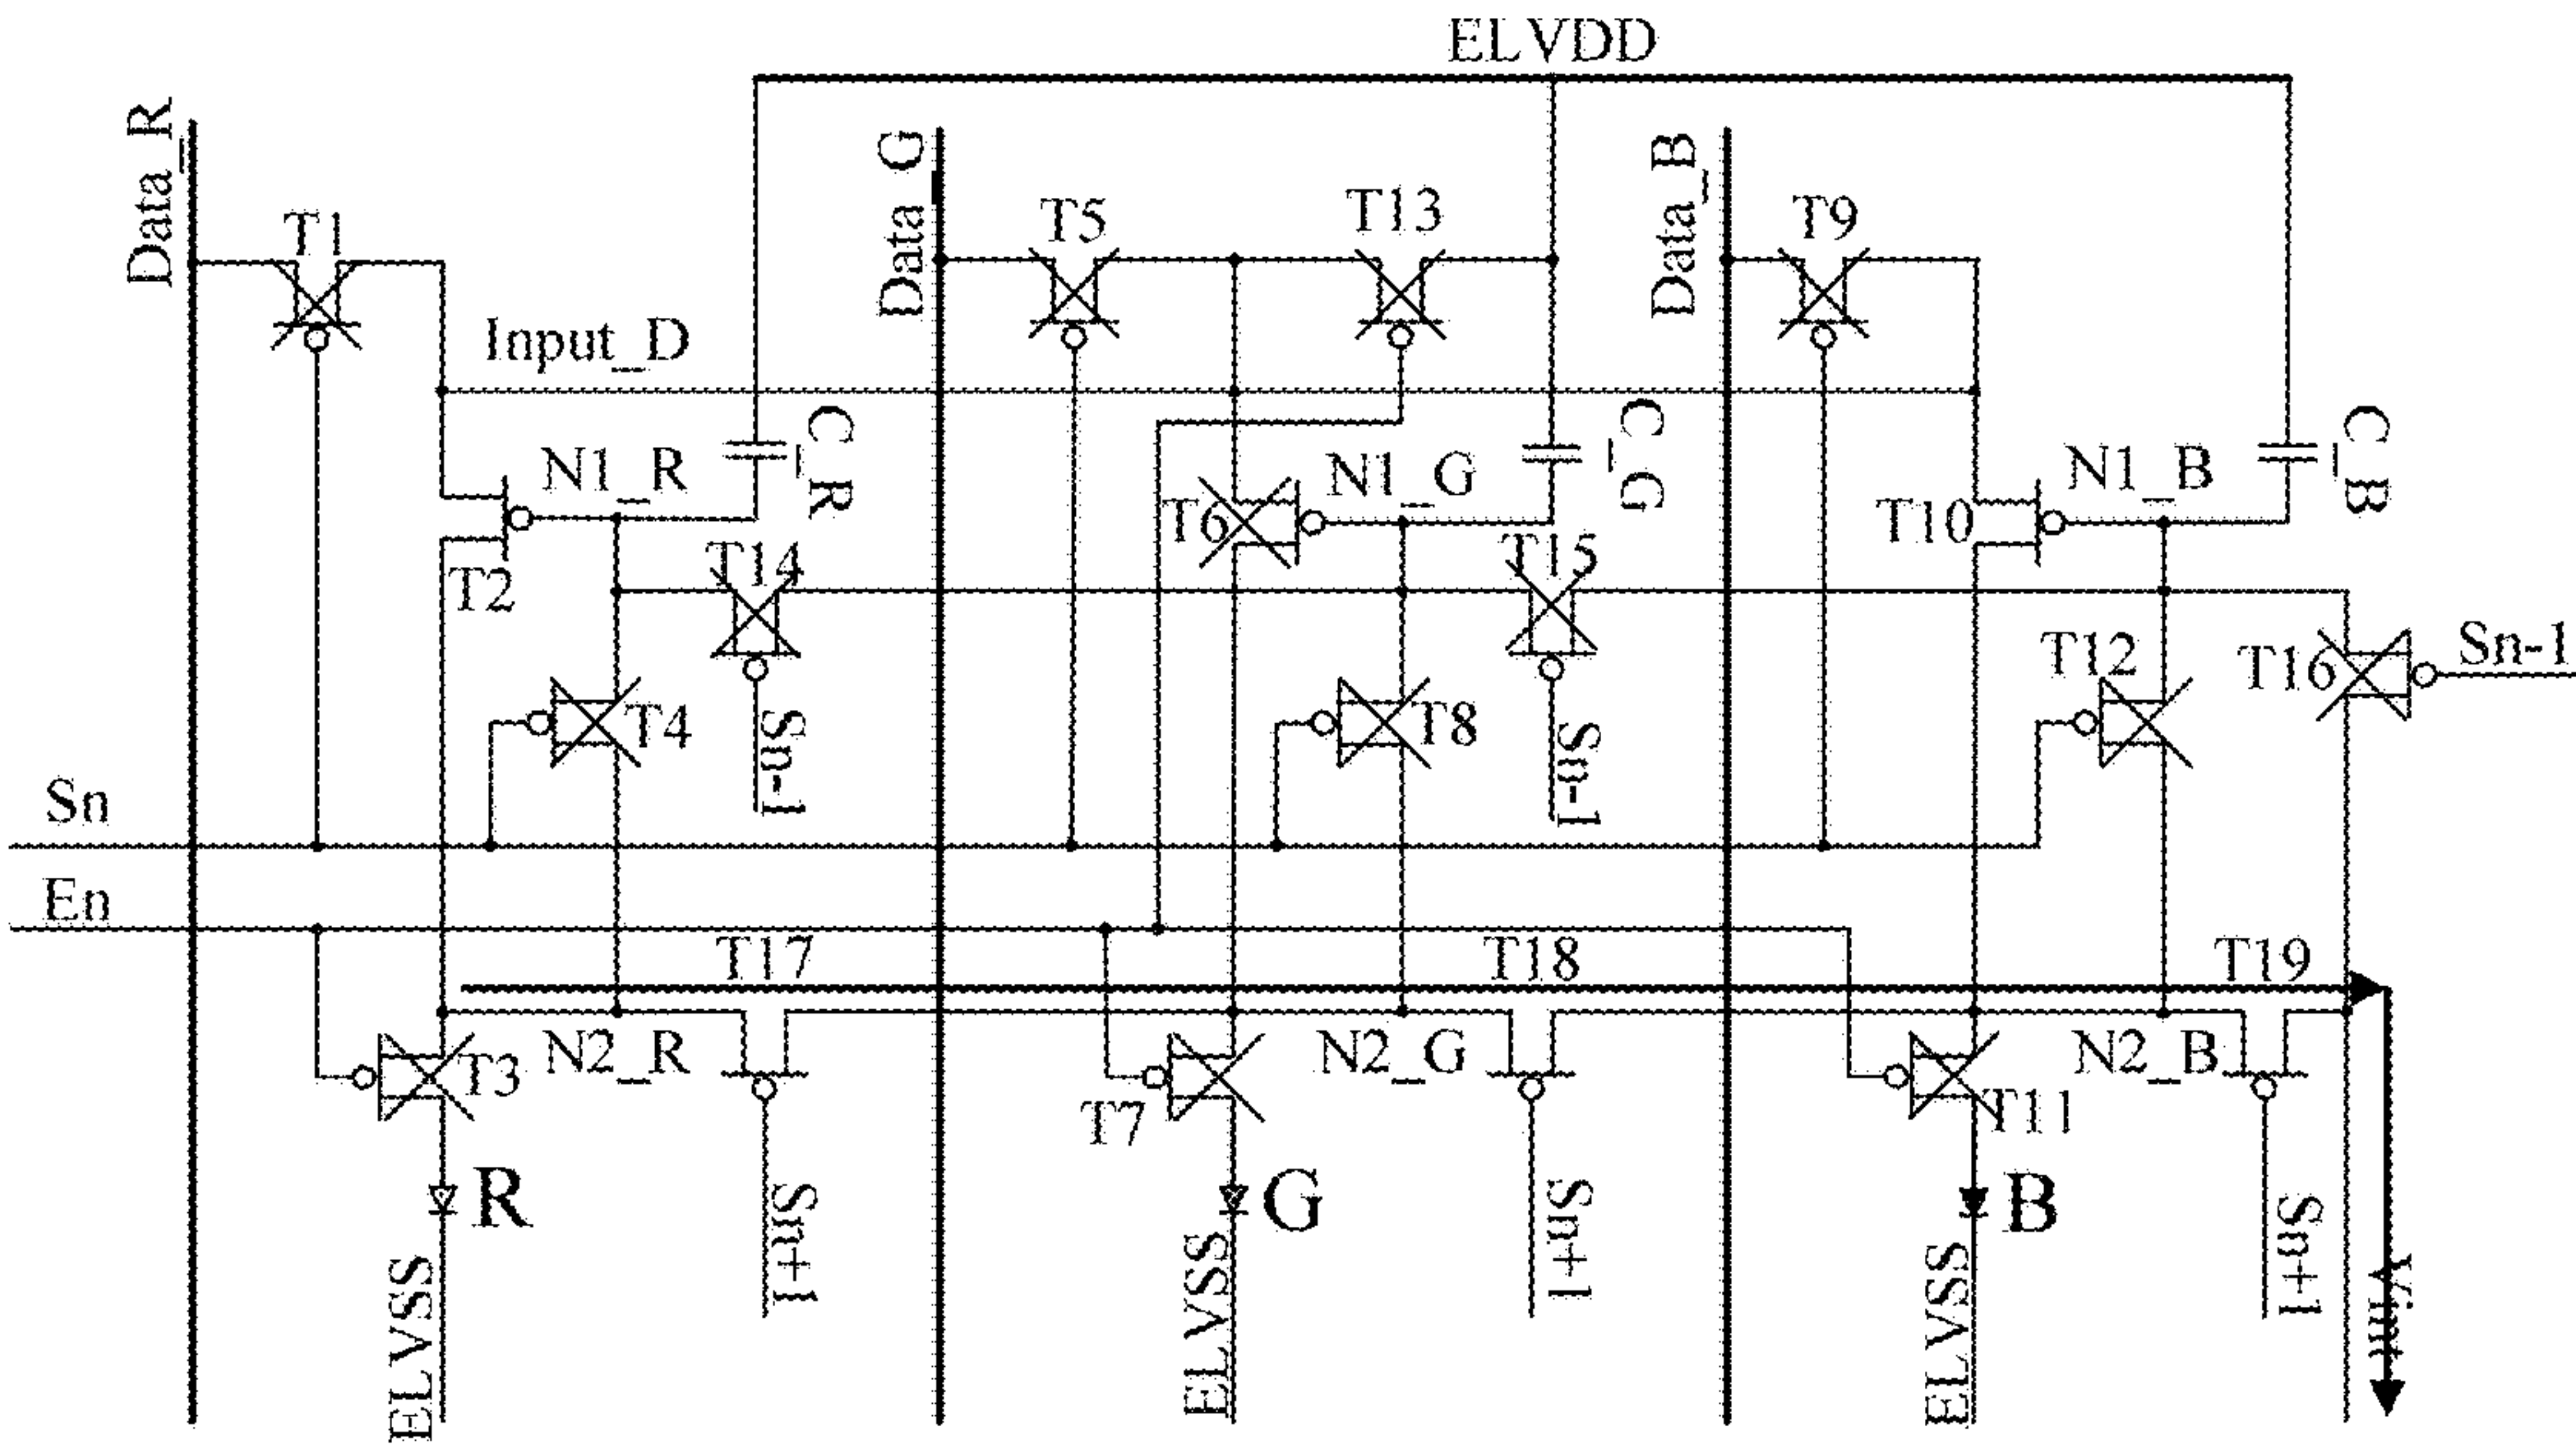 ELVDD
Data_R
Data_G
Data_B
T1
T5
T13
T9
Input_D
C_R
C_G
C_B
N1_R
N1_G
N1_B
T2
T6
T10
T14
T15
T4
T8
T12
T16
Sn-1
Sn-1
Sn-1
Sn
En
T17
T18
T19
T3
N2_R
T7
N2_G
T11
N2_B
R
G
B
Sn+1
Sn+1
Sn+1
ELVSS
ELVSS
ELVSS
Vint